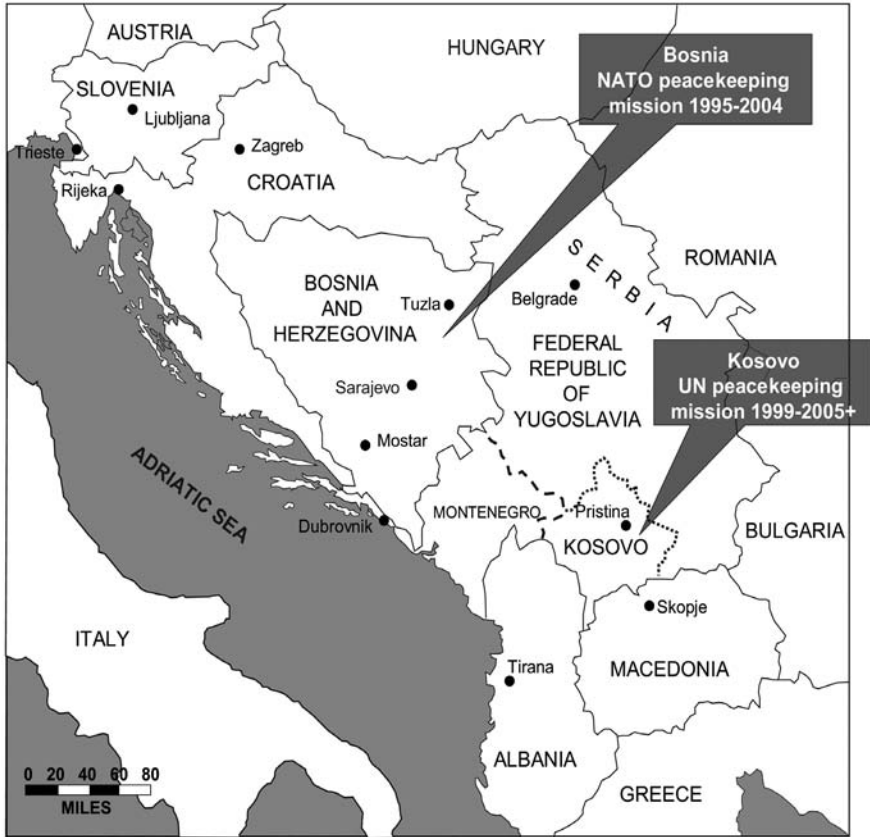 AUSTRIA
HUNGARY
Bosnia
NATO peacekeeping
mission 1995-2004
SLOVENIA
Ljubljana
Trieste
Zagreb
CROATIA
Rijeka
ROMANIA
SERBIA
BOSNIA
AND
HERZEGOVINA
Tuzla
Belgrade
FEDERAL
REPUBLIC
OF
YUGOSLAVIA
Kosovo
UN peacekeeping
mission 1999-2005+
Sarajevo
Mostar
ADRIATIC SEA
MONTENEGRO
Pristina
KOSOVO
Dubrovnik
BULGARIA
Skopje
ITALY
Tirana
MACEDONIA
ALBANIA
0 20 40 60 80
MILES
GREECE